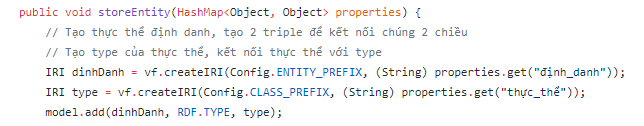 public void storeEntity(HashMap<Object, Object> properties) {
// Tạo thực thể định danh, tạo 2 triple để kết nối chúng 2 chiều
// Tạo type của thực thể, kết nối thực thể với type
IRI dinhDanh = vf.createIRI(Config.ENTITY_PREFIX, (String) properties.get("định_danh"));
IRI type = vf.createIRI(Config.CLASS_PREFIX, (String) properties.get("thực_thể"));
model.add(dinhDanh, RDF.TYPE, type);